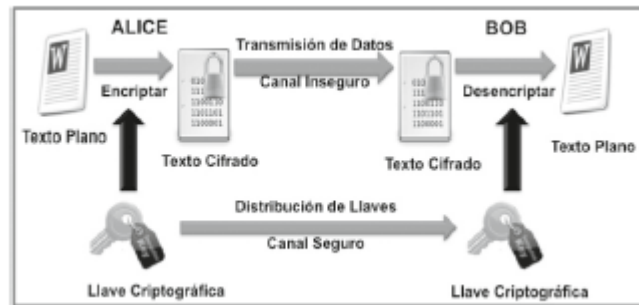 ALICE
BOB
Transmisión de Datos
Canal Inseguro
Encriptar
Desencriptar
Texto Plano
Texto Cifrado
Texto Cifrado
Texto Plano
Distribución de Llaves
Canal Seguro
Llave Criptográfica
Llave Criptográfica